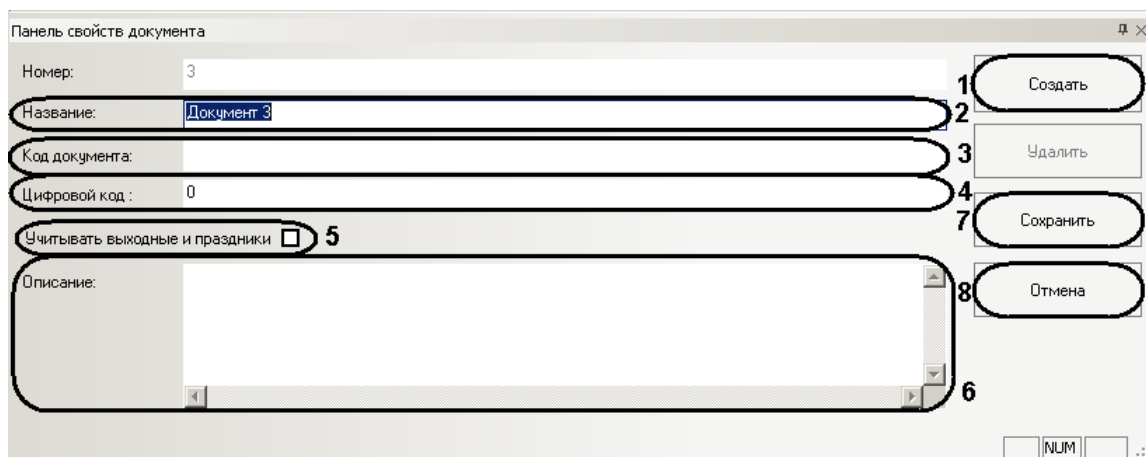 Панель свойств документа
Номер: 3
1 Создать
Название: Документ 3 2
Код документа: 3 Удалить
Цифровой код : 0 4
7 Сохранить
Учитывать выходные и праздники 5
Описание: 8 Отмена
6
NUM